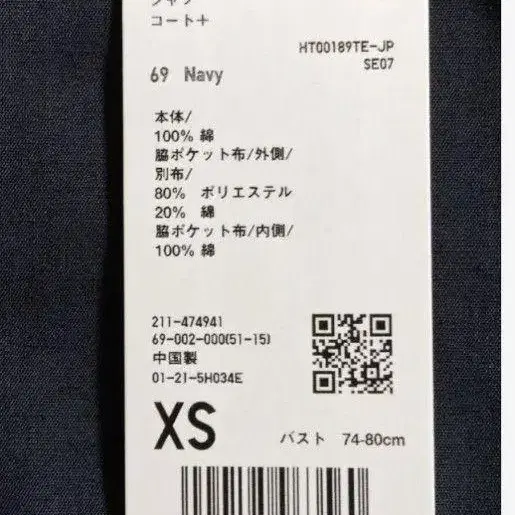 コート+
HT00189TE-JP
SE07
69 Navy
本体/
100% 綿
脇ポケット布/外側/
別布/
80% ポリエステル
20% 綿
脇ポケット布/内側/
100% 綿
211-474941
69-002-000(51-15)
中国製
01-21-5H034E
XS
バスト 74-80cm